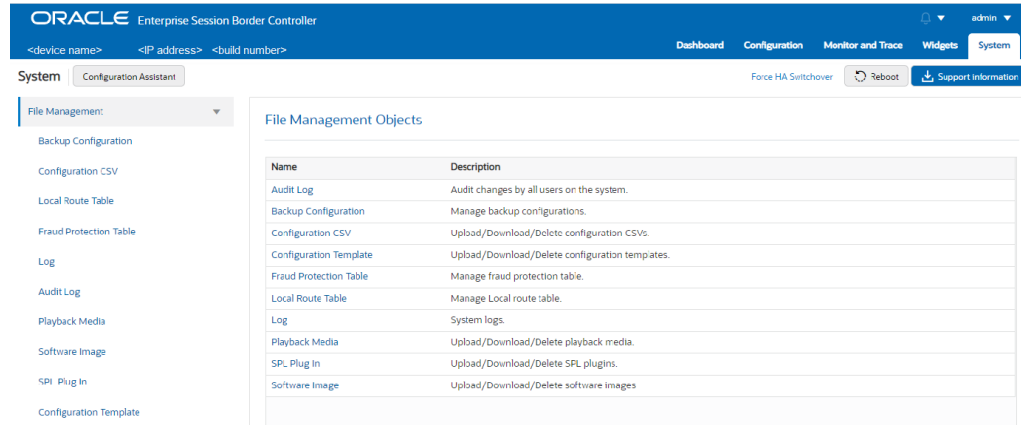 ORACLE Enterprise Session Border Controller
admin
<device name> <IP address> <build number>
Dashboard Configuration Monitor and Trace Widgets System
System Configuration Assistant
Force HA Switchover Reboot Support Information
File Management
Backup Configuration
Configuration CSV
Local Route Table
Fraud Protection Table
Log
Audit Log
Playback Media
Software Image
SPL Plug In
Configuration Template
File Management Objects
Name Description
Audit Log Audit changes by all users on the system.
Backup Configuration Manage backup configurations.
Configuration CSV Upload/Download/Delete configuration CSVs.
Configuration Template Upload/Download/Delete configuration templates.
Fraud Protection Table Manage fraud protection table.
Local Route Table Manage Local route table.
Log System logs.
Playback Media Upload/Download/Delete playback media.
SPL Plug In Upload/Download/Delete SPL plugins.
Software Image Upload/Download/Delete software images